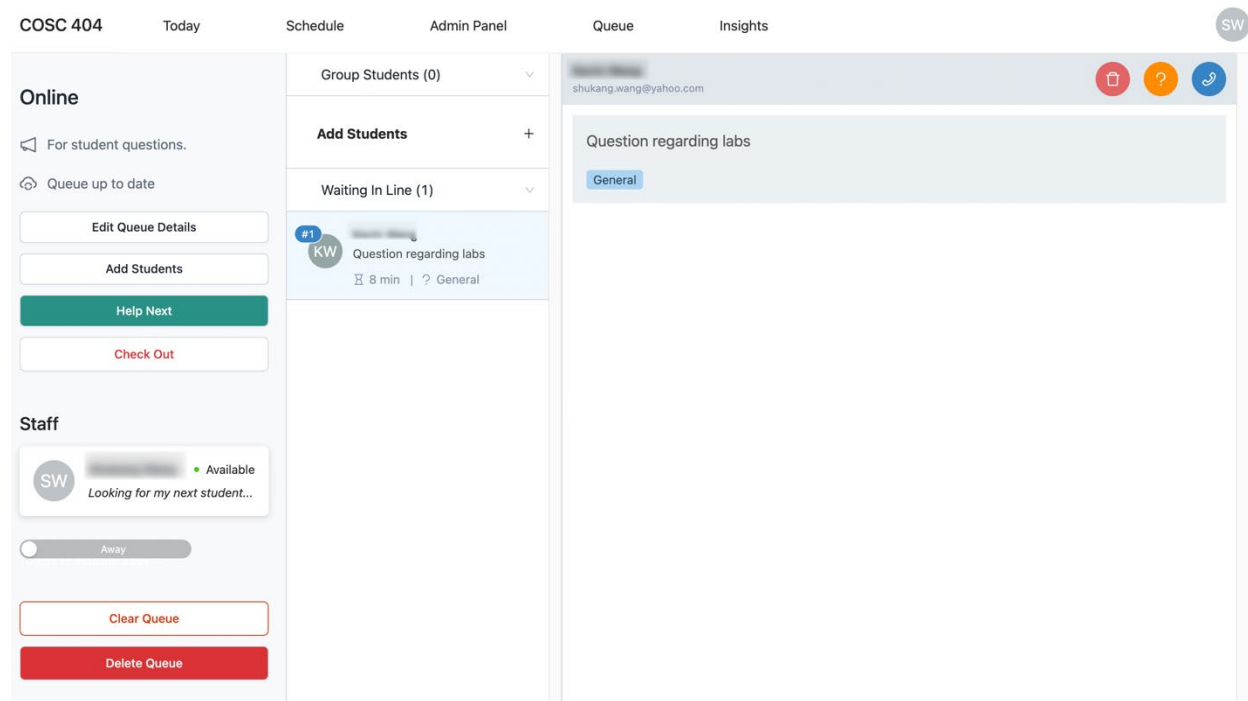 COSC 404 Today Schedule Admin Panel Queue Insights SW
Online
For student questions.
Queue up to date
Edit Queue Details
Add Students
Help Next
Check Out
Staff
SW
Available
Looking for my next student...
Away
Clear Queue
Delete Queue
Group Students (0)
Add Students +
Waiting In Line (1)
#1
KW
Question regarding labs
8 min | ? General
shukang.wang@yahoo.com
?
Question regarding labs
General